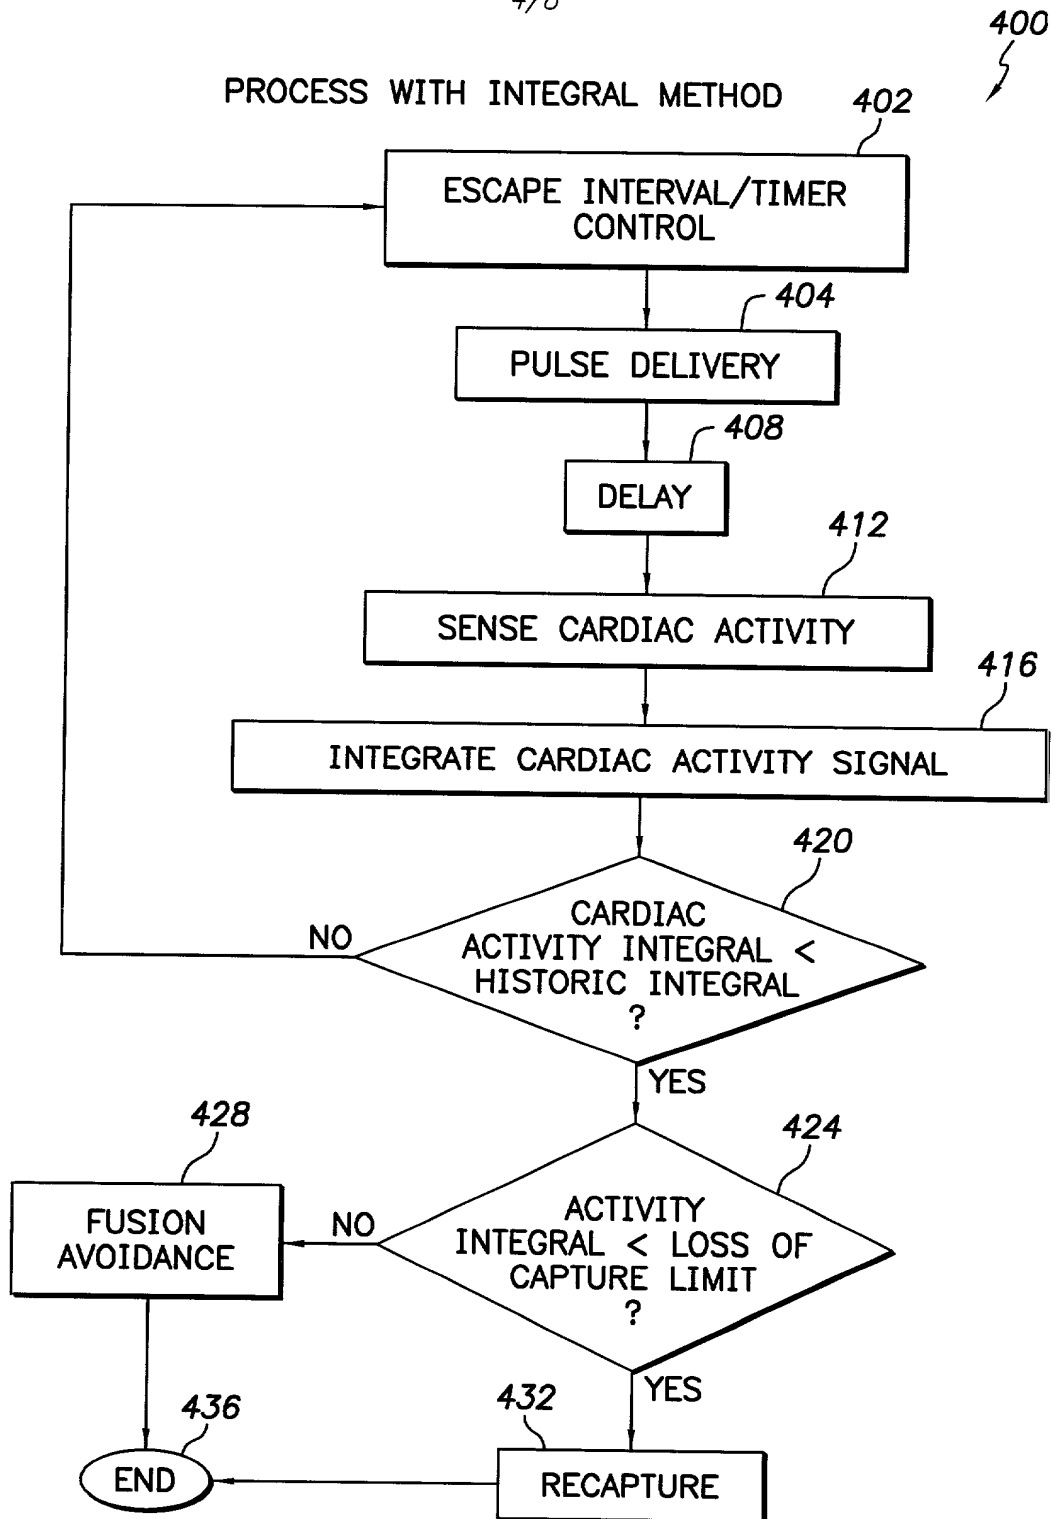 400
PROCESS WITH INTEGRAL METHOD
402
ESCAPE INTERVAL/TIMER
CONTROL
404
PULSE DELIVERY
408
DELAY
412
SENSE CARDIAC ACTIVITY
416
INTEGRATE CARDIAC ACTIVITY SIGNAL
420
CARDIAC
ACTIVITY INTEGRAL <
HISTORIC INTEGRAL
?
NO
YES
424
ACTIVITY
INTEGRAL < LOSS OF
CAPTURE LIMIT
?
NO
428
FUSION
AVOIDANCE
YES
432
RECAPTURE
436
END